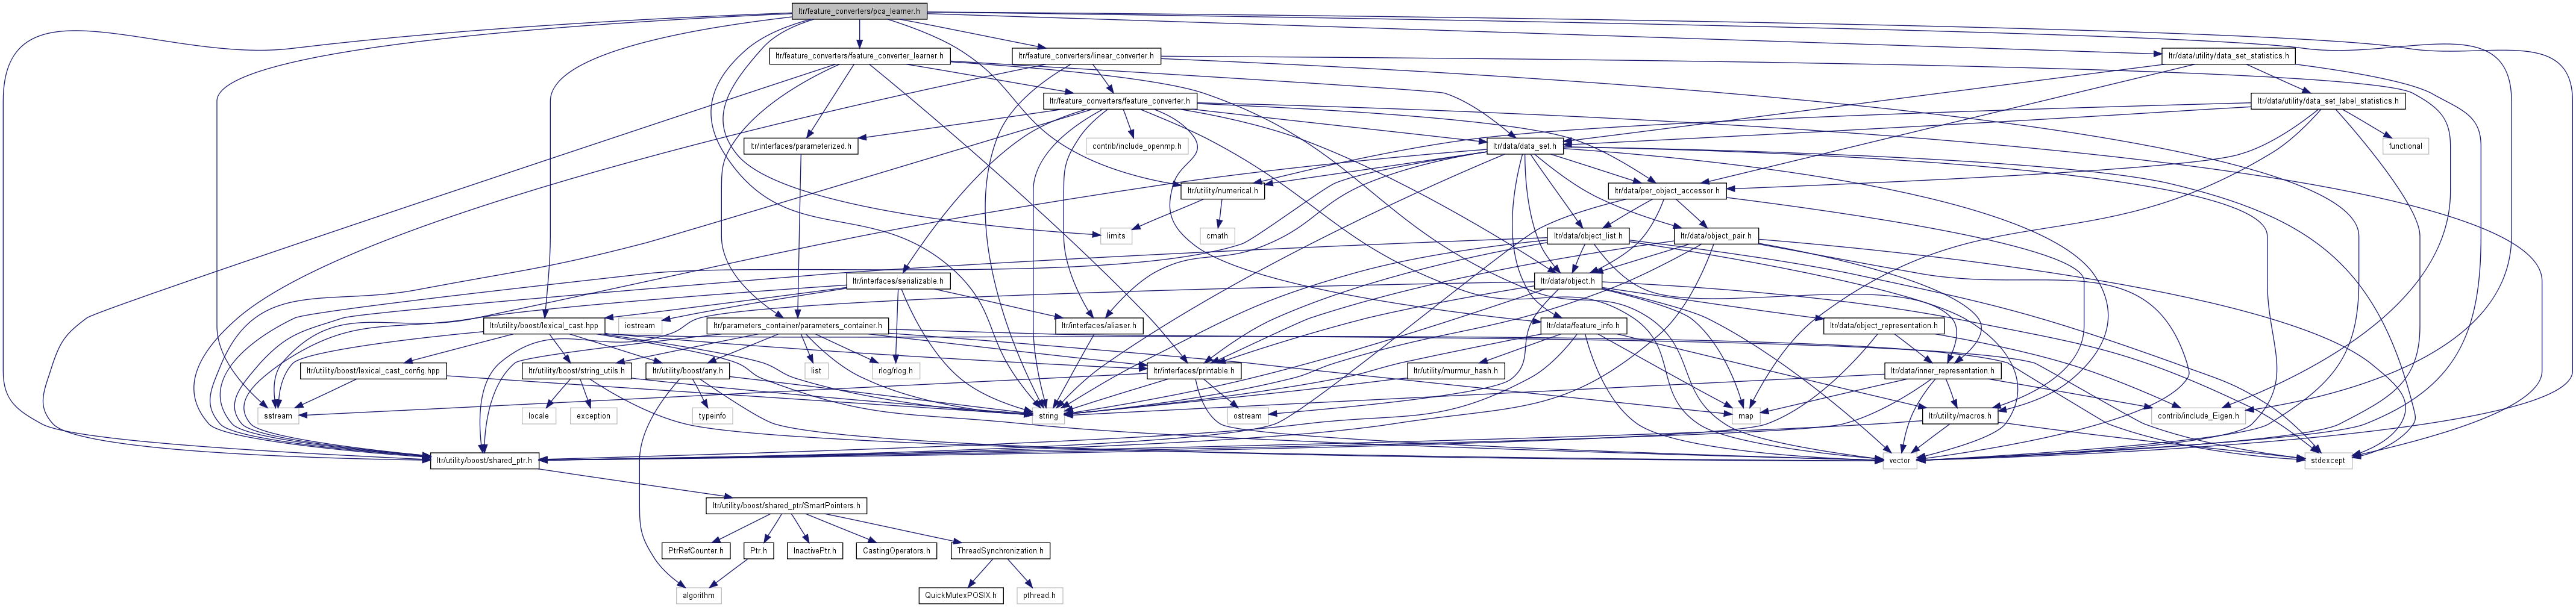 ltr/feature_converters/pca_learner.h
ltr/feature_converters/feature_converter_learner.h
ltr/feature_converters/linear_converter.h
ltr/data/utility/data_set_statistics.h
ltr/feature_converters/feature_converter.h
ltr/data/utility/data_set_label_statistics.h
ltr/interfaces/parameterized.h
contrib/include_openmp.h
ltr/data/data_set.h
functional
ltr/utility/numerical.h
ltr/data/per_object_accessor.h
limits
cmath
ltr/data/object_list.h
ltr/data/object_pair.h
ltr/interfaces/serializable.h
ltr/data/object.h
ltr/utility/boost/lexical_cast.hpp
iostream
ltr/parameters_container/parameters_container.h
ltr/interfaces/aliaser.h
ltr/data/feature_info.h
ltr/data/object_representation.h
ltr/utility/boost/lexical_cast_config.hpp
ltr/utility/boost/string_utils.h
ltr/utility/boost/any.h
list
rlog/rlog.h
ltr/interfaces/printable.h
ltr/utility/murmur_hash.h
ltr/data/inner_representation.h
sstream
locale
exception
typeinfo
string
ostream
map
ltr/utility/macros.h
contrib/include_Eigen.h
ltr/utility/boost/shared_ptr.h
vector
stdexcept
ltr/utility/boost/shared_ptr/SmartPointers.h
PtrRefCounter.h
Ptr.h
InactivePtr.h
CastingOperators.h
ThreadSynchronization.h
algorithm
QuickMutexPOSIX.h
pthread.h